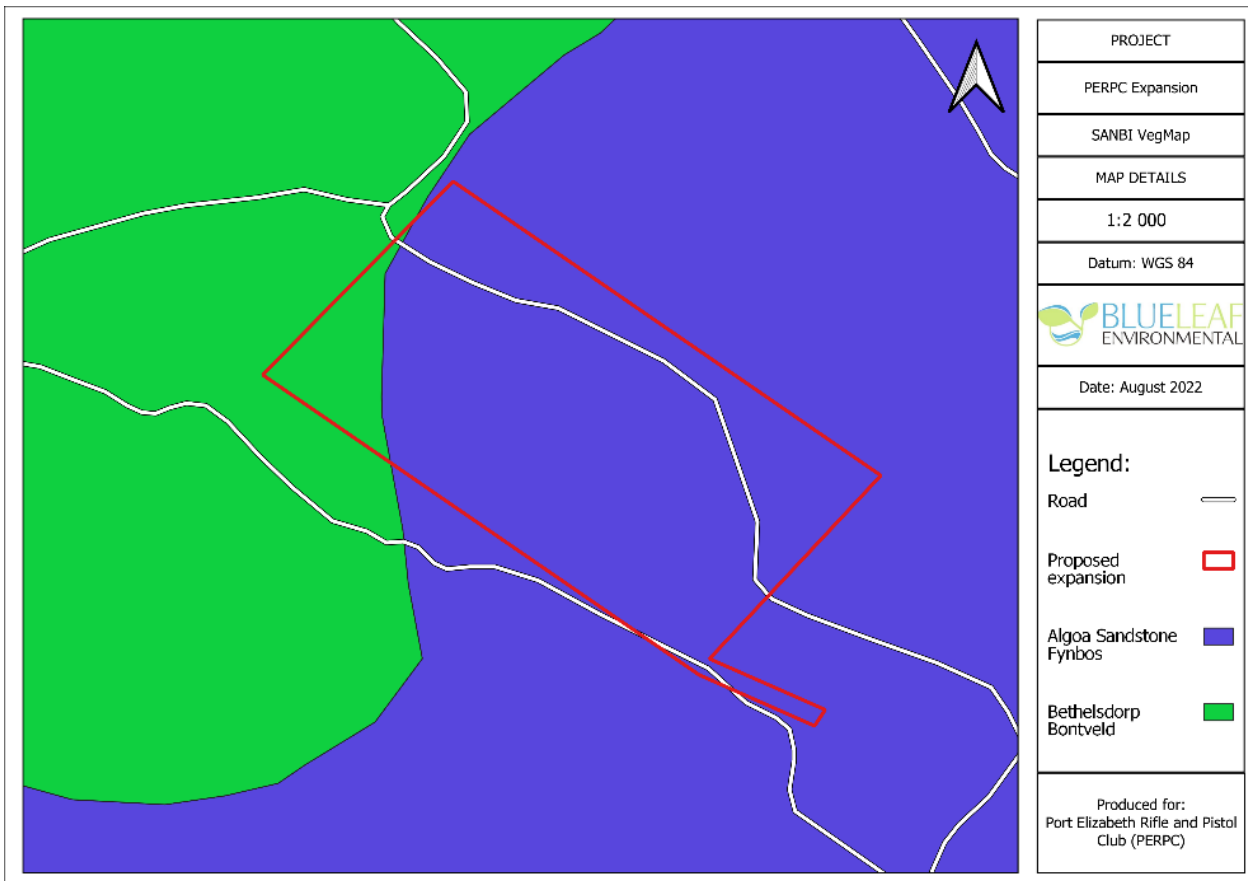 PROJECT
PERPC Expansion
SANBI VegMap
MAP DETAILS
1:2 000
Datum: WGS 84
BLUELEAF
ENVIRONMENTAL
Date: August 2022
Legend:
Road
Proposed
expansion
Algoa Sandstone
Fynbos
Bethelsdorp
Bontveld
Produced for:
Port Elizabeth Rifle and Pistol
Club (PERPC)